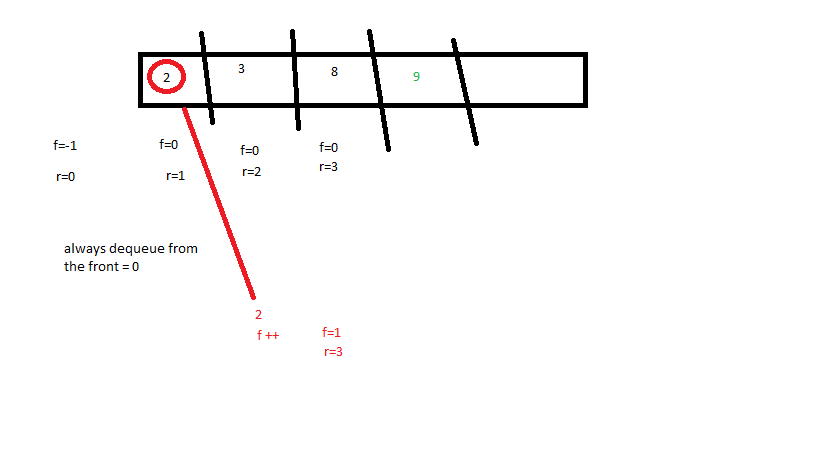 2
3
8
9
f=-1
f=0
f=0
f=0
r=0
r=1
r=2
r=3
always dequeue from
the front = 0
2
f ++
f=1
r=3